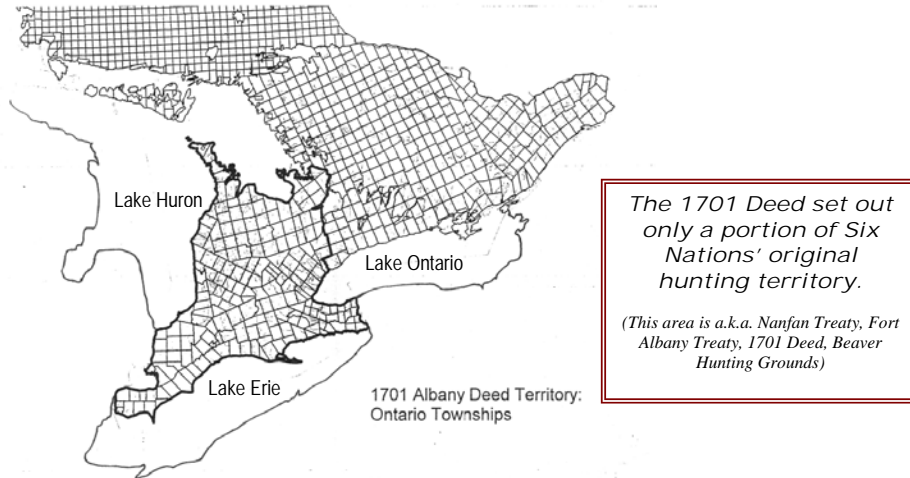 Lake Huron
Lake Ontario
Lake Erie
1701 Albany Deed Territory:
Ontario Townships
The 1701 Deed set out
only a portion of Six
Nations' original
hunting territory.
(This area is a.k.a. Nanfan Treaty, Fort
Albany Treaty, 1701 Deed, Beaver
Hunting Grounds)